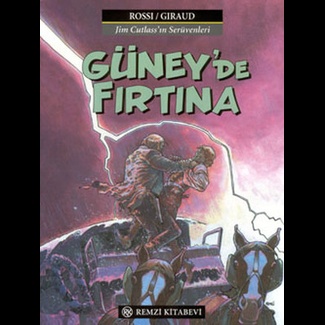 ROSSI / GIRAUD
Jim Cutlass'ın Serüvenleri
GÜNEY'DE
FIRTINA
REMZİ KİTABEVİ